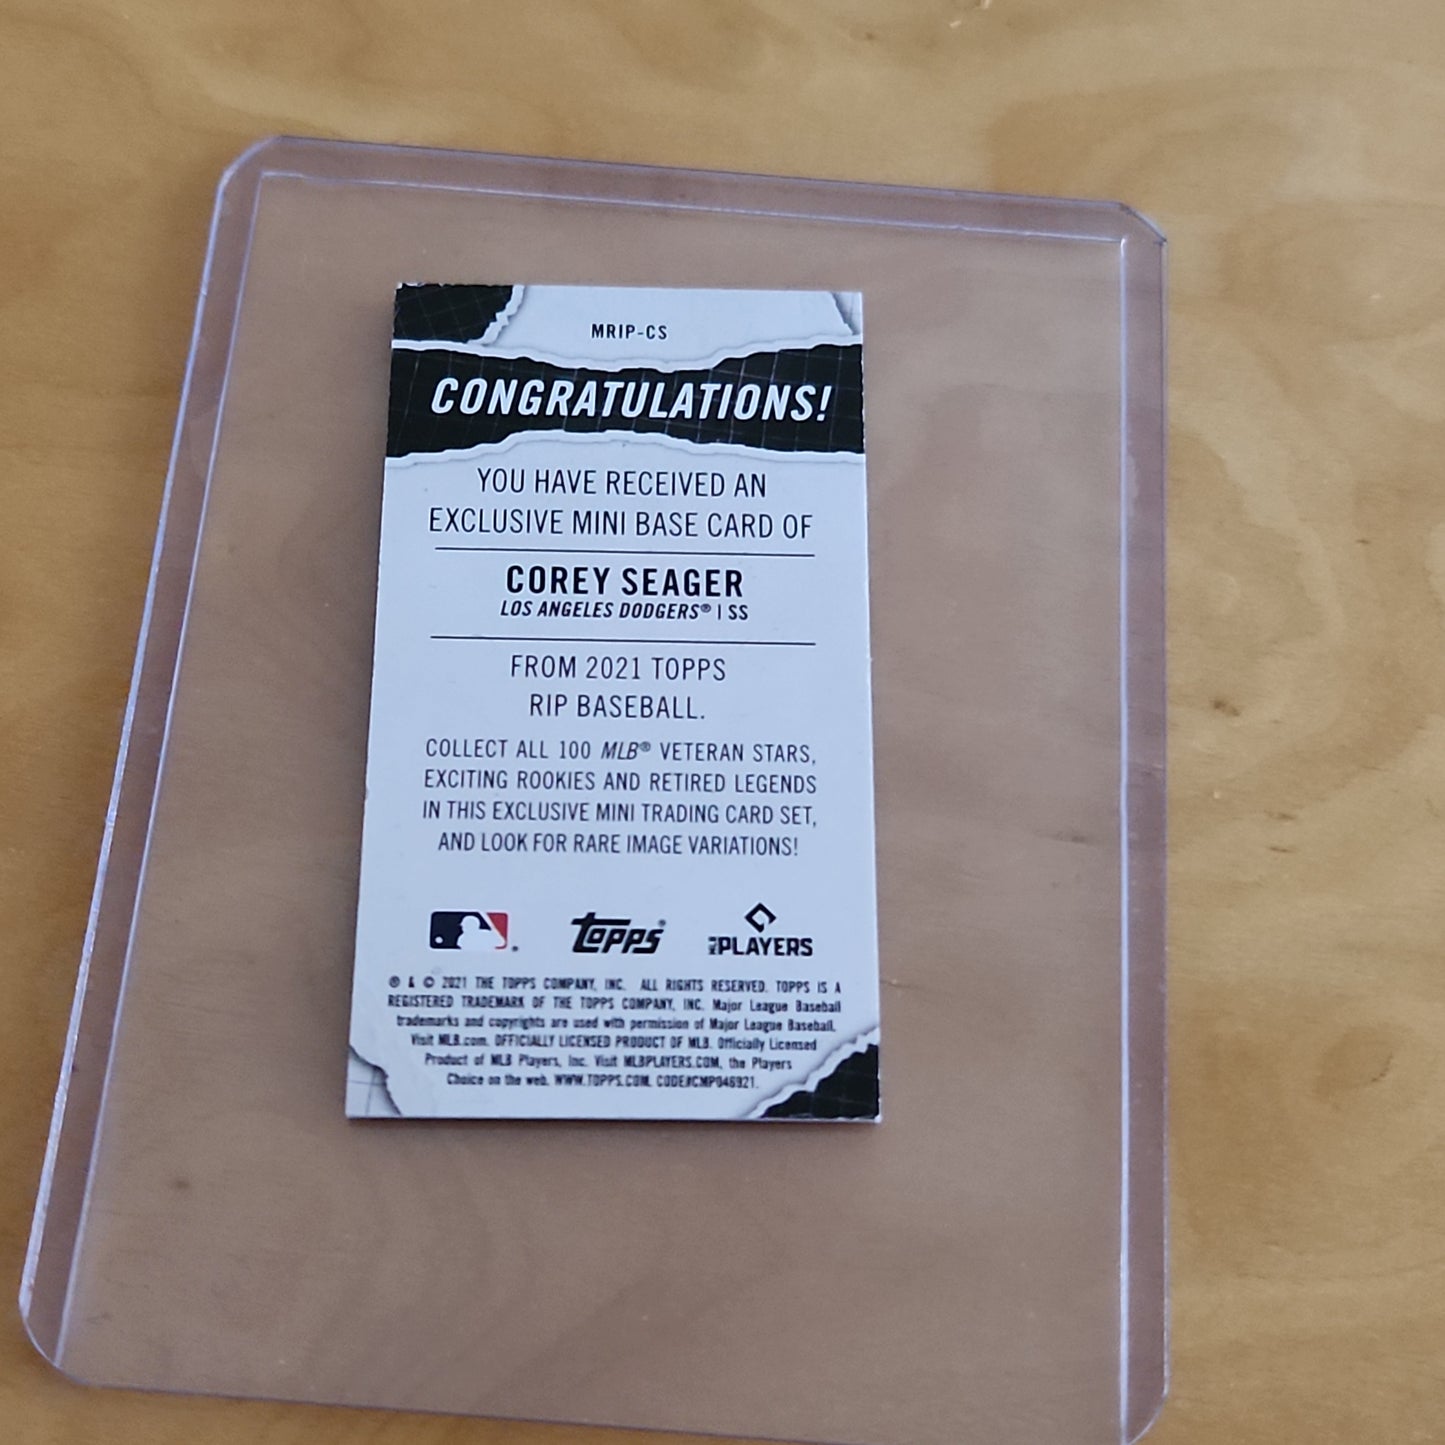 MRIP-CS
CONGRATULATIONS!
YOU HAVE RECEIVED AN
EXCLUSIVE MINI BASE CARD OF
COREY SEAGER
LOS ANGELES DODGERS® | SS
FROM 2021 TOPPS
RIP BASEBALL.
COLLECT ALL 100 MLB® VETERAN STARS,
EXCITING ROOKIES AND RETIRED LEGENDS
IN THIS EXCLUSIVE MINI TRADING CARD SET,
AND LOOK FOR RARE IMAGE VARIATIONS!
Topps® MLB PLAYERS
® & © 2021 THE TOPPS COMPANY, INC. ALL RIGHTS RESERVED. TOPPS IS A
REGISTERED TRADEMARK OF THE TOPPS COMPANY, INC. Major League Baseball
trademarks and copyrights are used with permission of Major League Baseball.
Visit MLB.com. OFFICIALLY LICENSED PRODUCT OF MLB. Officially Licensed
Product of MLB Players, Inc. Visit MLBPLAYERS.COM, the Players
Choice on the web. WWW.TOPPS.COM. CODE#CMP046921.